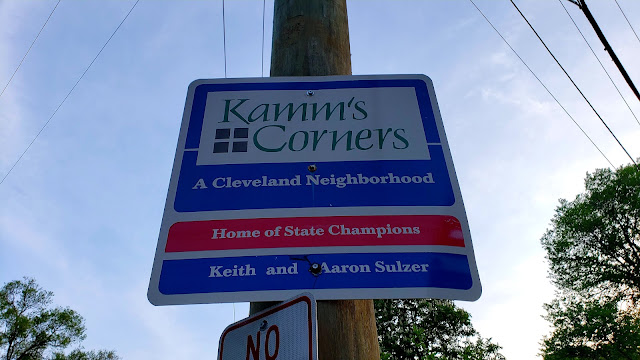 Kamm's
Corners
A Cleveland Neighborhood
Home of State Champions
Keith and Aaron Sulzer
NO